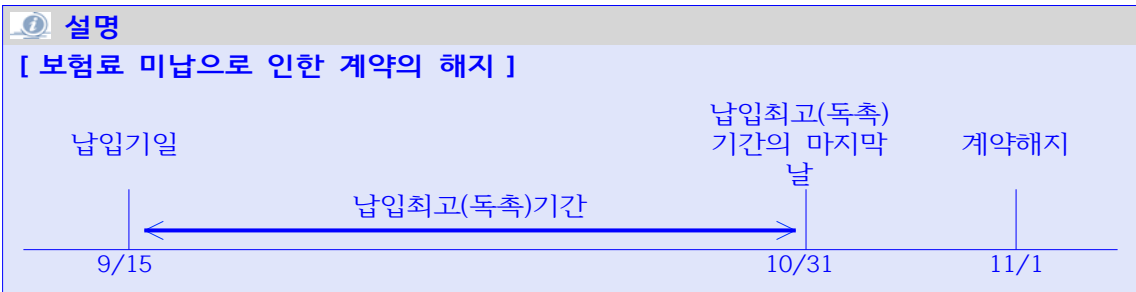 설명
[ 보험료 미납으로 인한 계약의 해지 ]
납입기일
납입최고(독촉)
기간의 마지막
날
계약해지
납입최고(독촉)기간
9/15
10/31
11/1